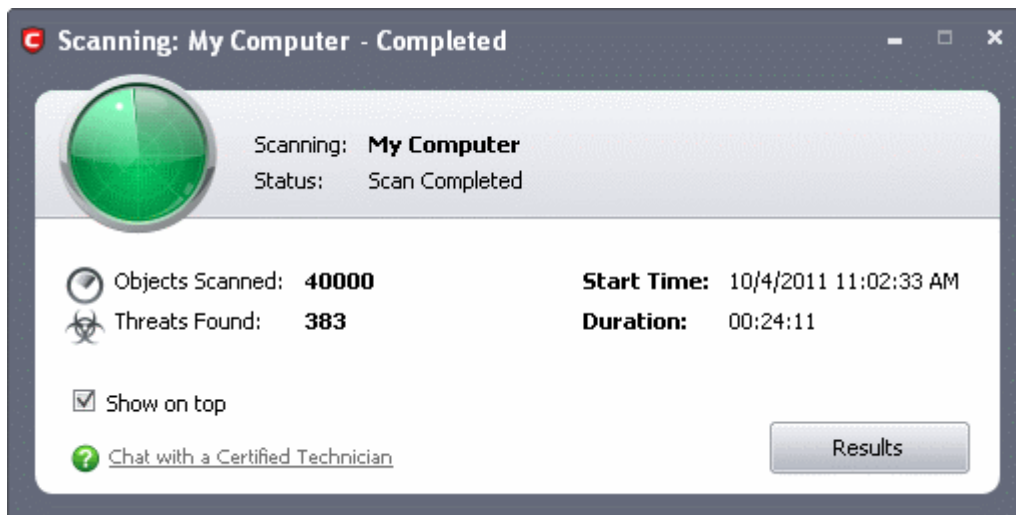 Scanning: My Computer - Completed
Scanning: My Computer
Status: Scan Completed
Objects Scanned: 40000
Start Time: 10/4/2011 11:02:33 AM
Threats Found: 383
Duration: 00:24:11
Show on top
Chat with a Certified Technician
Results